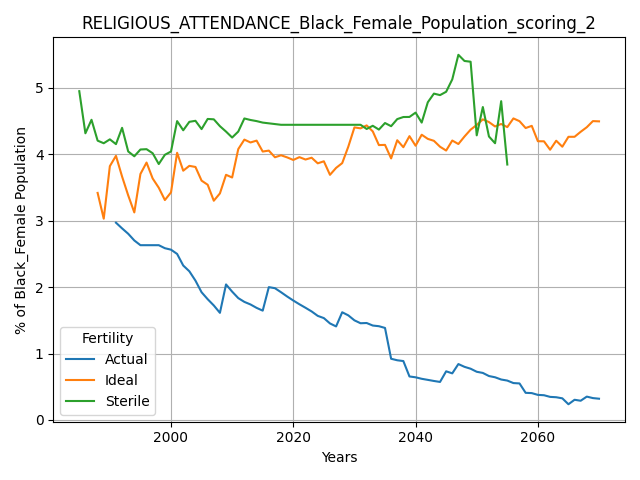 RELIGIOUS_ATTENDANCE_Black_Female_Population_scoring_2
% of Black_Female Population
5
4
3
2
1
0
Fertility
Actual
Ideal
Sterile
2000
2020
2040
2060
Years